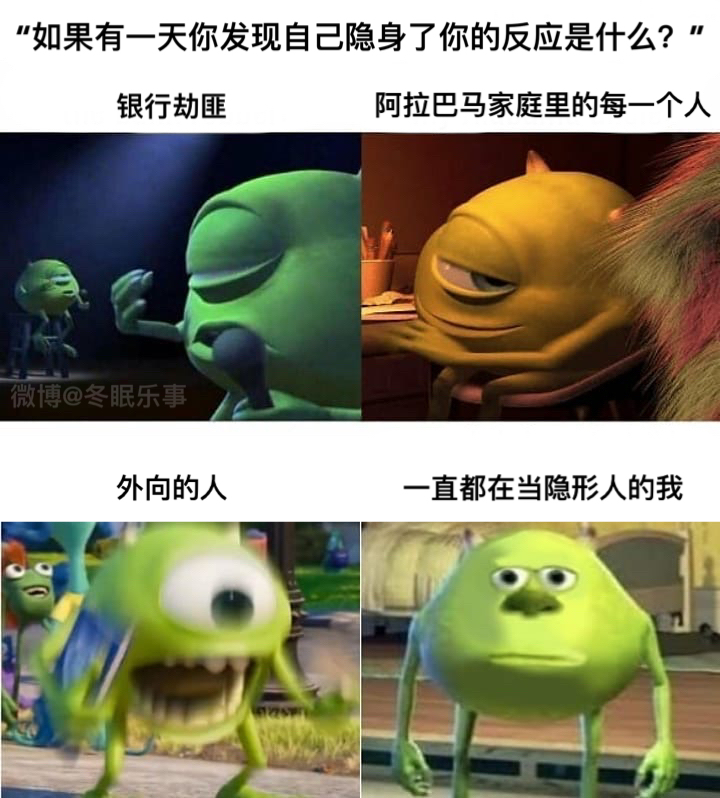 “如果有一天你发现自己隐身了你的反应是什么？”
银行劫匪
阿拉巴马家庭里的每一个人
微博@冬眠乐事
外向的人
一直都在当隐形人的我